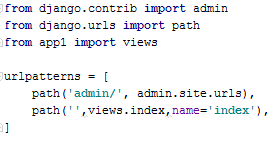 from django.contrib import admin
from django.urls import path
from app1 import views
urlpatterns = [
path('admin/', admin.site.urls),
path('',views.index,name='index'),
]